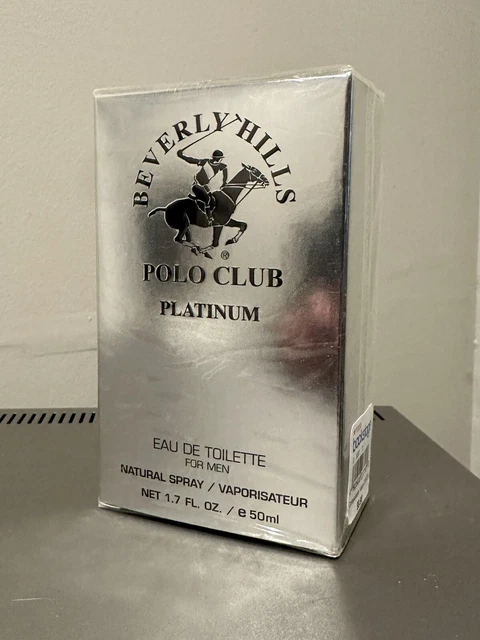 BEVERLY HILLS
®
POLO CLUB
PLATINUM
EAU DE TOILETTE
FOR MEN
NATURAL SPRAY / VAPORISATEUR
NET 1.7 FL. OZ. / e 50ml